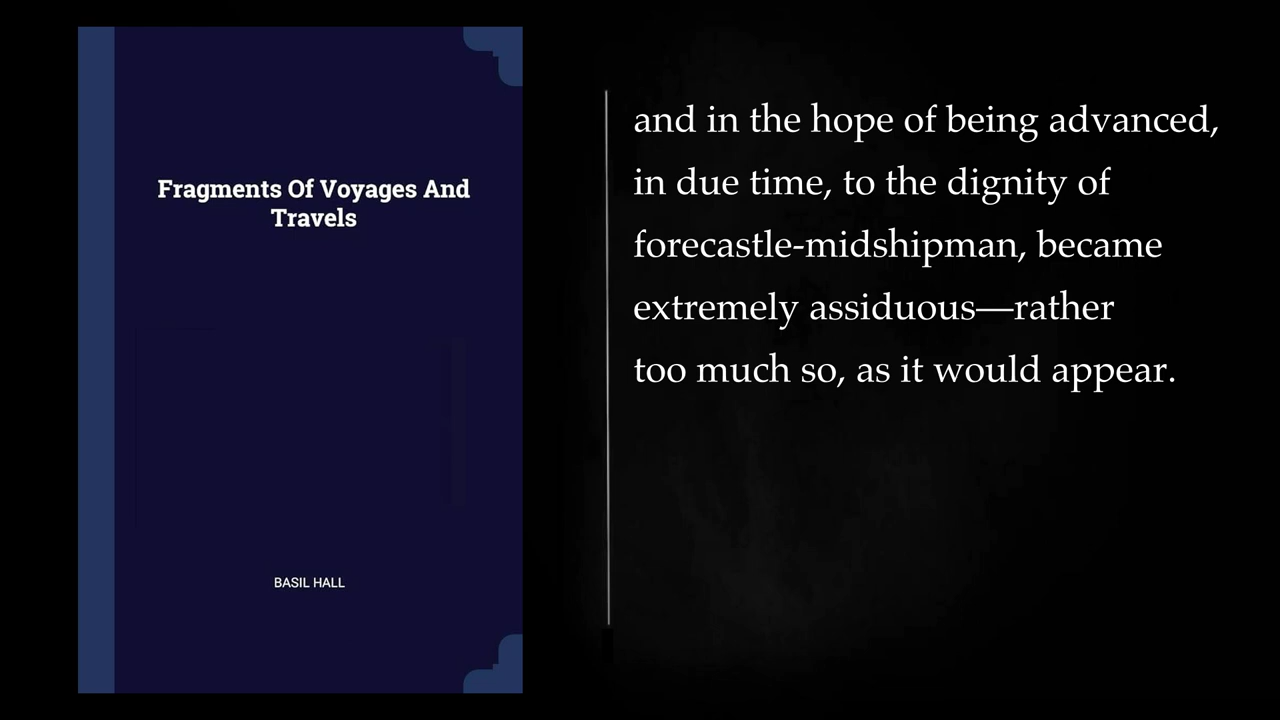 Fragments Of Voyages And
Travels
BASIL HALL
and in the hope of being advanced,
in due time, to the dignity of
forecastle-midshipman, became
extremely assiduous—rather
too much so, as it would appear.